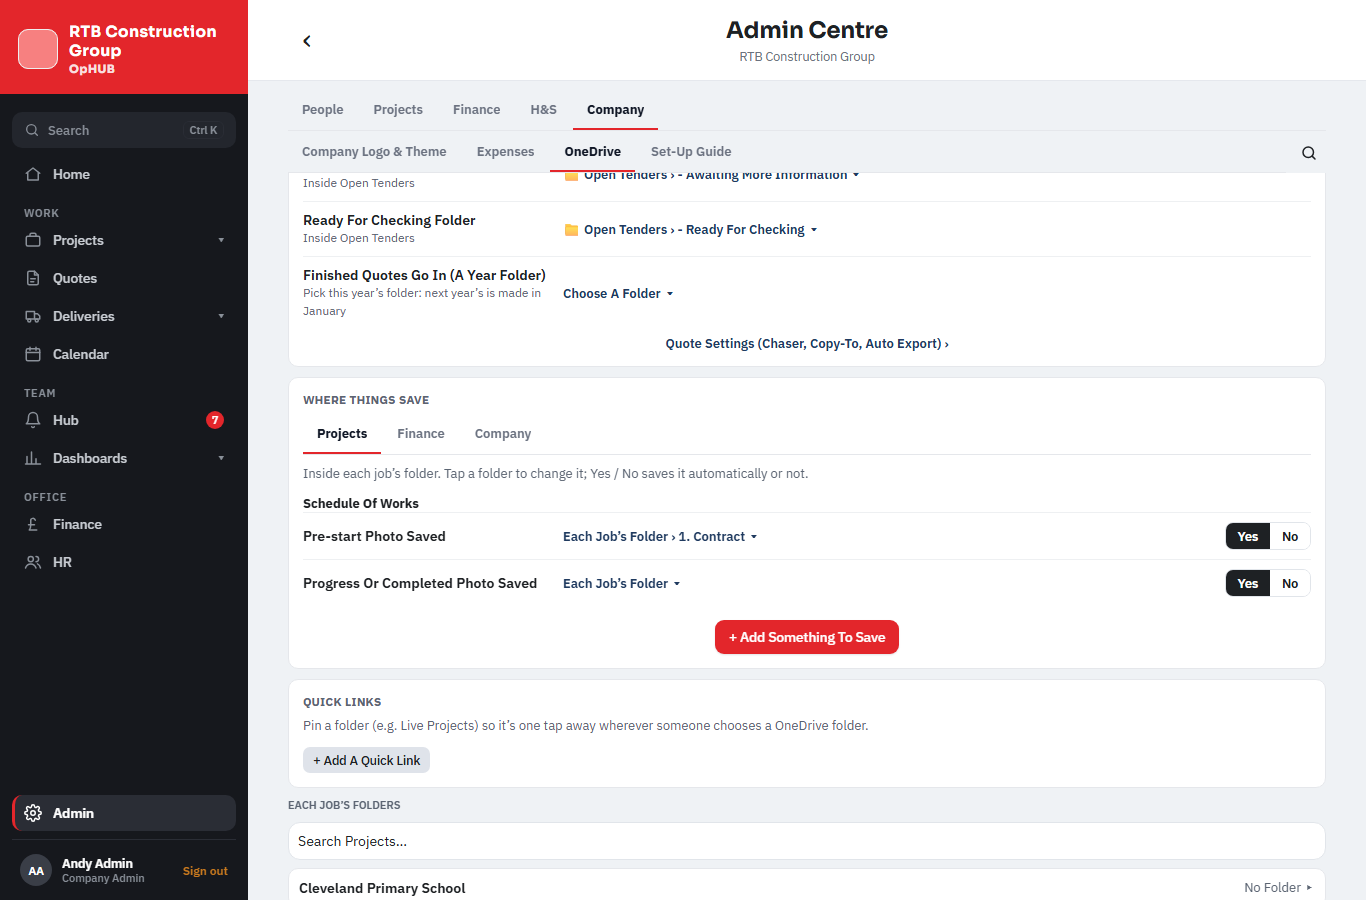 RTB Construction Group
OpHUB
Search
Ctrl K
Home
WORK
Projects
Quotes
Deliveries
Calendar
TEAM
Hub
7
Dashboards
OFFICE
Finance
HR
Admin
AA
Andy Admin
Company Admin
Sign out
Admin Centre
RTB Construction Group
People
Projects
Finance
H&S
Company
Company Logo & Theme
Expenses
OneDrive
Set-Up Guide
Inside Open Tenders
Open Tenders › - Awaiting More Information
Ready For Checking Folder
Inside Open Tenders
Open Tenders › - Ready For Checking
Finished Quotes Go In (A Year Folder)
Pick this year’s folder: next year’s is made in
January
Choose A Folder
Quote Settings (Chaser, Copy-To, Auto Export) ›
WHERE THINGS SAVE
Projects
Finance
Company
Inside each job’s folder. Tap a folder to change it; Yes / No saves it automatically or not.
Schedule Of Works
Pre-start Photo Saved
Each Job’s Folder › 1. Contract
Yes
No
Progress Or Completed Photo Saved
Each Job’s Folder
Yes
No
+ Add Something To Save
QUICK LINKS
Pin a folder (e.g. Live Projects) so it’s one tap away wherever someone chooses a OneDrive folder.
+ Add A Quick Link
EACH JOB’S FOLDERS
Search Projects...
Cleveland Primary School
No Folder